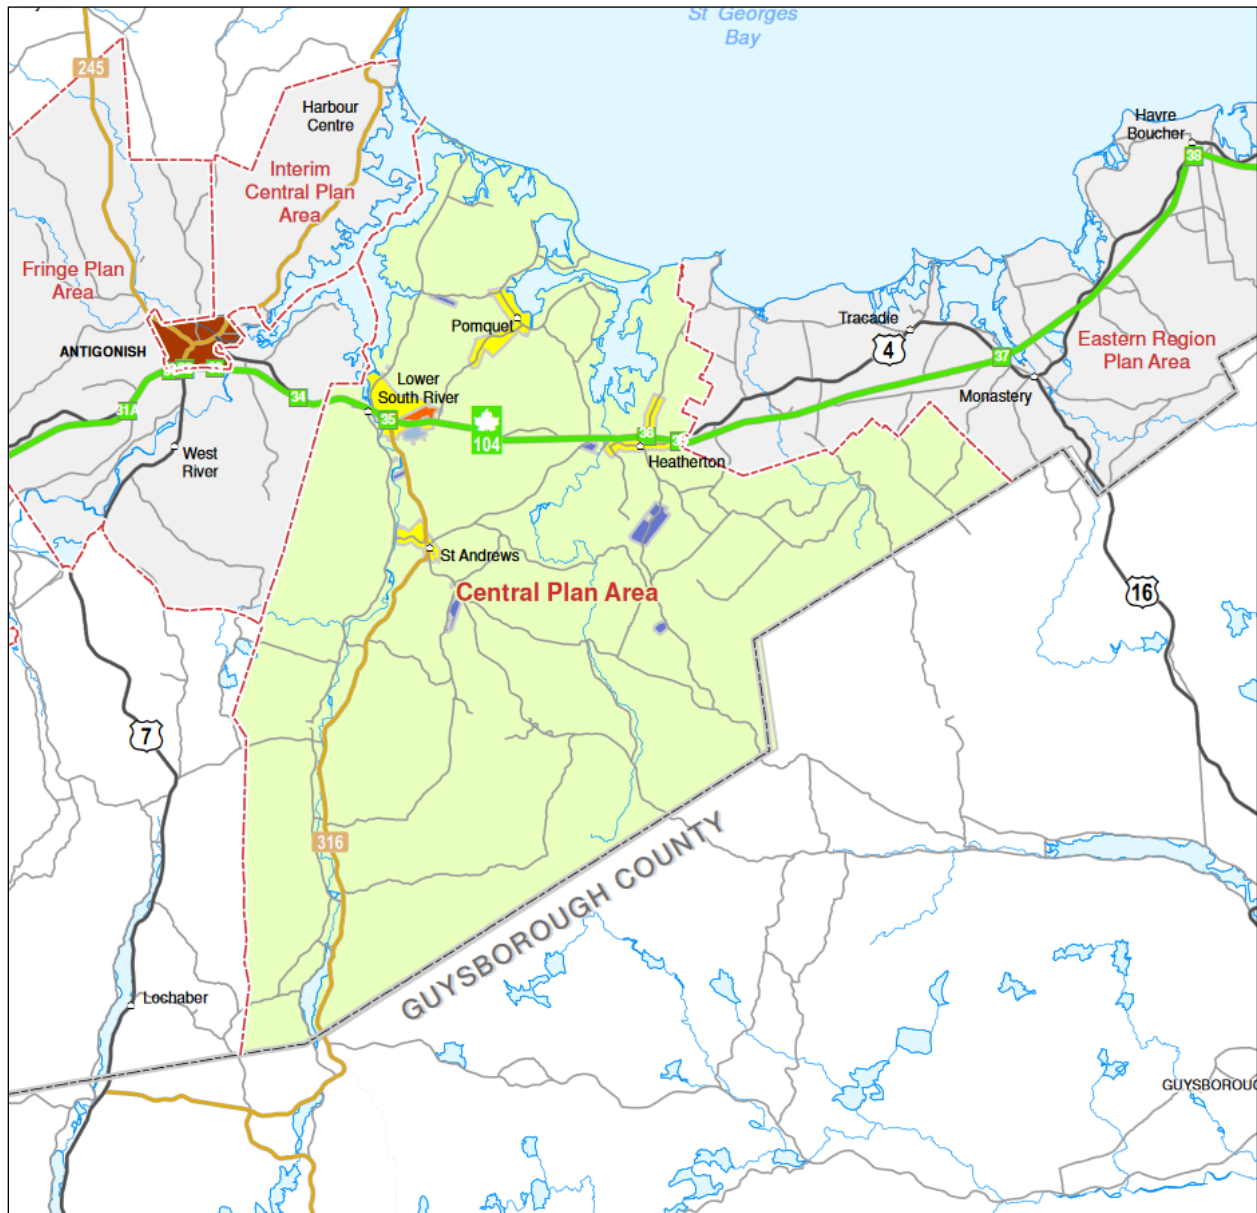 St Georges
Bay
245
Harbour
Centre
Havre
Boucher
38
Interim
Central Plan
Area
Fringe Plan
Area
Pomquet
Tracadie
4
37
Eastern Region
Plan Area
ANTIGONISH
34
Lower
South River
Monastery
31A
35
104
36
West
River
Heatherton
St Andrews
Central Plan Area
16
7
316
GUYSBOROUGH COUNTY
Lochaber
GUYSBOROUG